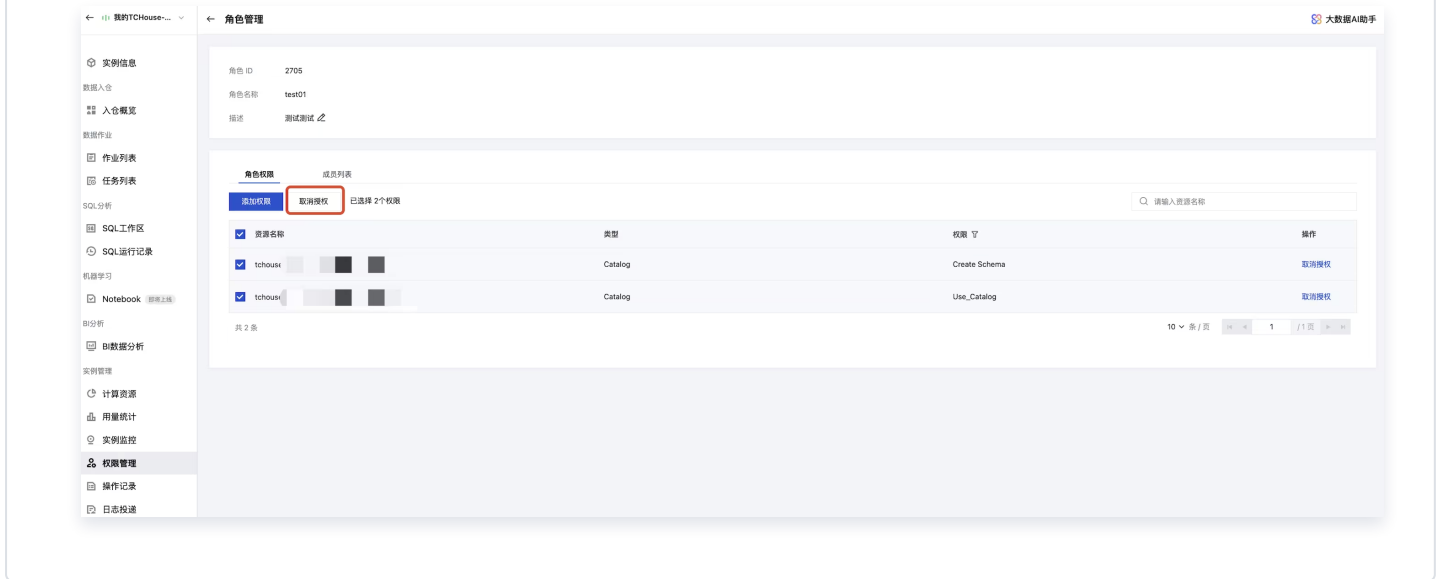 我的TCHouse-...
角色管理
大数据AI助手
实例信息
数据入仓
入仓概览
数据作业
作业列表
任务列表
SQL分析
SQL工作区
SQL运行记录
机器学习
Notebook 即将上线
BI分析
BI数据分析
实例管理
计算资源
用量统计
实例监控
权限管理
操作记录
日志投递
角色 ID 2705
角色名称 test01
描述 测试测试
角色权限 成员列表
添加权限 取消授权 已选择 2个权限 请输入资源名称
资源名称 类型 权限 操作
tchouse Catalog Create Schema 取消授权
tchouse Catalog Use_Catalog 取消授权
共 2 条 10 条 / 页 1 / 1 页